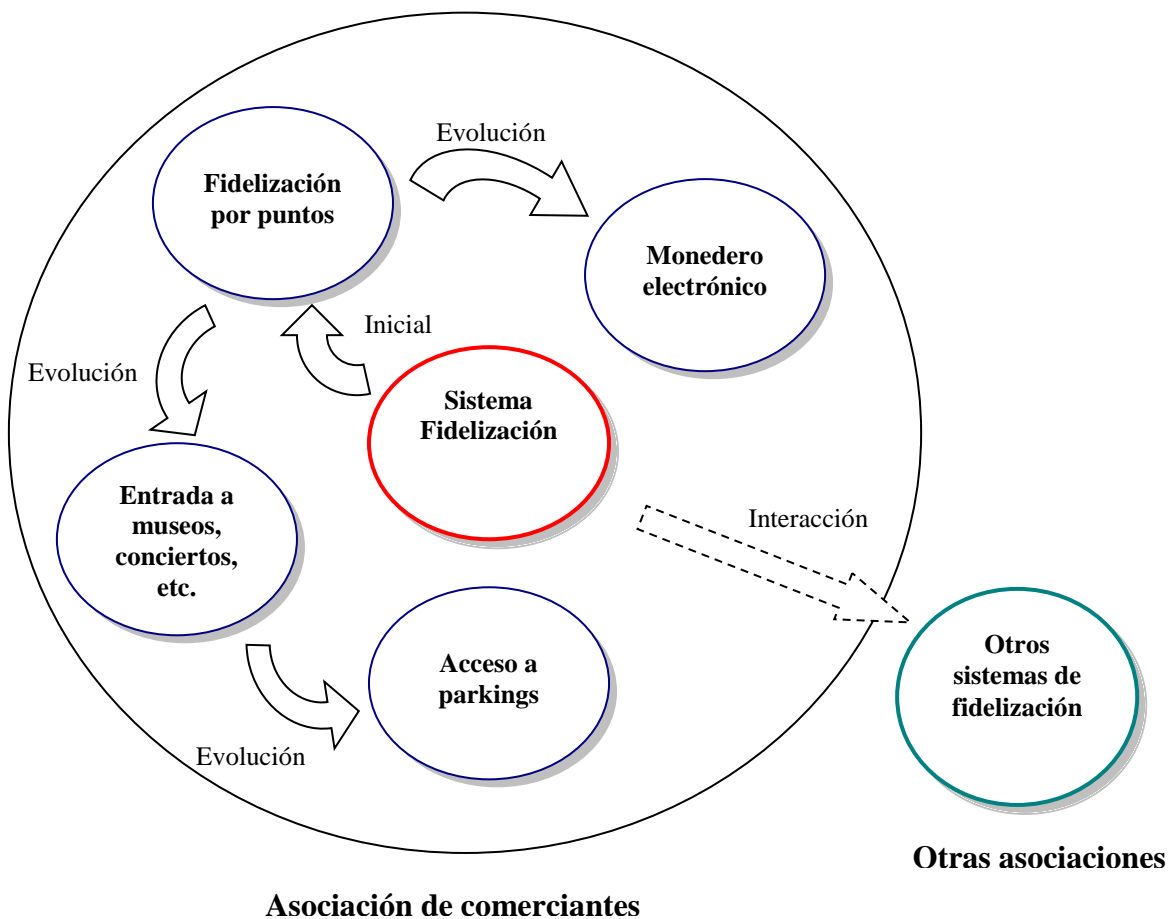 Evolución
Fidelización
por puntos
Monedero
electrónico
Inicial
Evolución
Sistema
Fidelización
Entrada a
museos,
conciertos,
etc.
Interacción
Acceso a
parkings
Otros
sistemas de
fidelización
Evolución
Otras asociaciones
Asociación de comerciantes